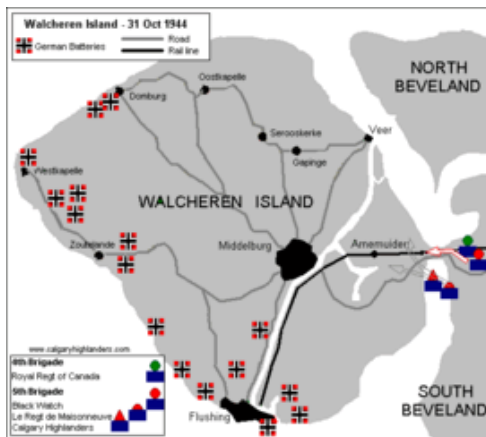 Walcheren Island - 31 Oct 1944
German Batteries
Road
Rail line
NORTH
BEVELAND
Oostkapelle
Domburg
Serooskerke
Veer
Gapinge
Westkapelle
WALCHEREN ISLAND
Middelburg
Arnemuiden
Zoutelande
www.calgaryhighlanders.com
4th Brigade
Royal Regt of Canada
5th Brigade
Black Watch
Le Regt de Maisonneuve
Calgary Highlanders
Flushing
SOUTH
BEVELAND